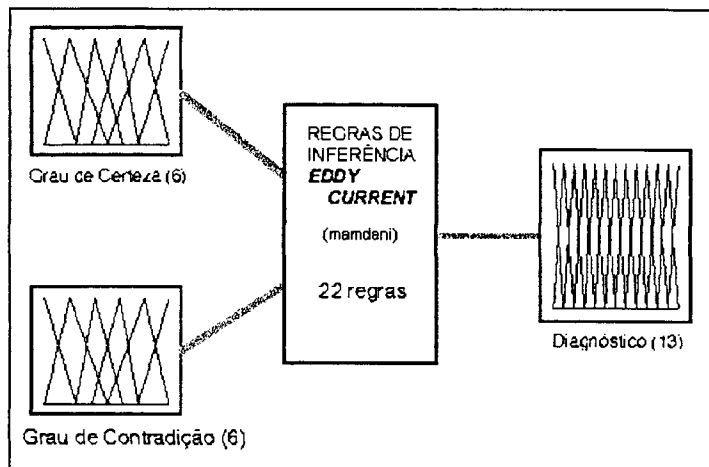 Grau de Certeza (6)
REGRAS DE
INFERÊNCIA
EDDY
CURRENT
(mamdani)
22 regras
Diagnóstico (13)
Grau de Contradição (6)